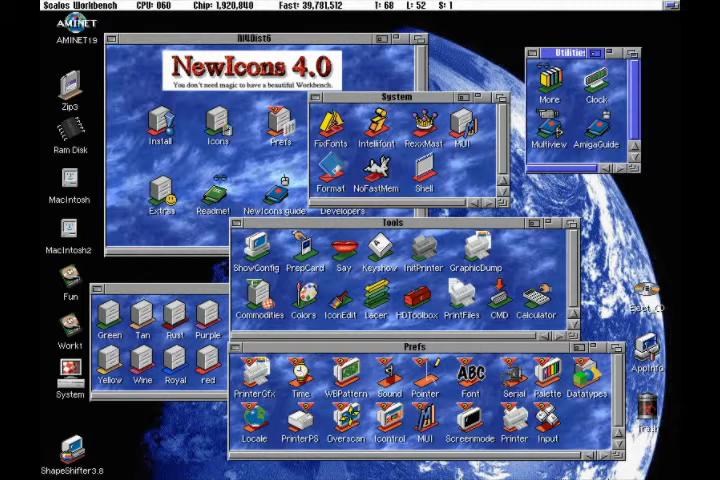 Scalos Workbench CPU: 060 Chip: 1,920,840 Fast: 39,781,512 T: 68 L: 52 S: 1
AMINET
AMINET19
Zip3
Ram Disk
MacIntosh
MacIntosh2
Fun
Work1
System
ShapeShifter3.8
NewIcons 4.0
You don't need magic to have a beautiful Workbench.
Install Icons Prefs
Extras Readme! NewIcons.guide Developers
System
FixFonts Intellifont RexxMast MUI
Format NoFastMem Shell
Utilities
More Clock
Multiview AmigaGuide
Tools
ShowConfig PrepCard Say Keyshow InitPrinter GraphicDump
Commodities Colors IconEdit Lacer HDToolbox PrintFiles CMD Calculator
Green Tan Rust Purple
Yellow Wine Royal red
Prefs
PrinterGfx Time WBPattern Sound Pointer Font Serial Palette Datatypes
ABC
Locale PrinterPS Overscan Icontrol MUI Screenmode Printer Input
AppInfo
Trash